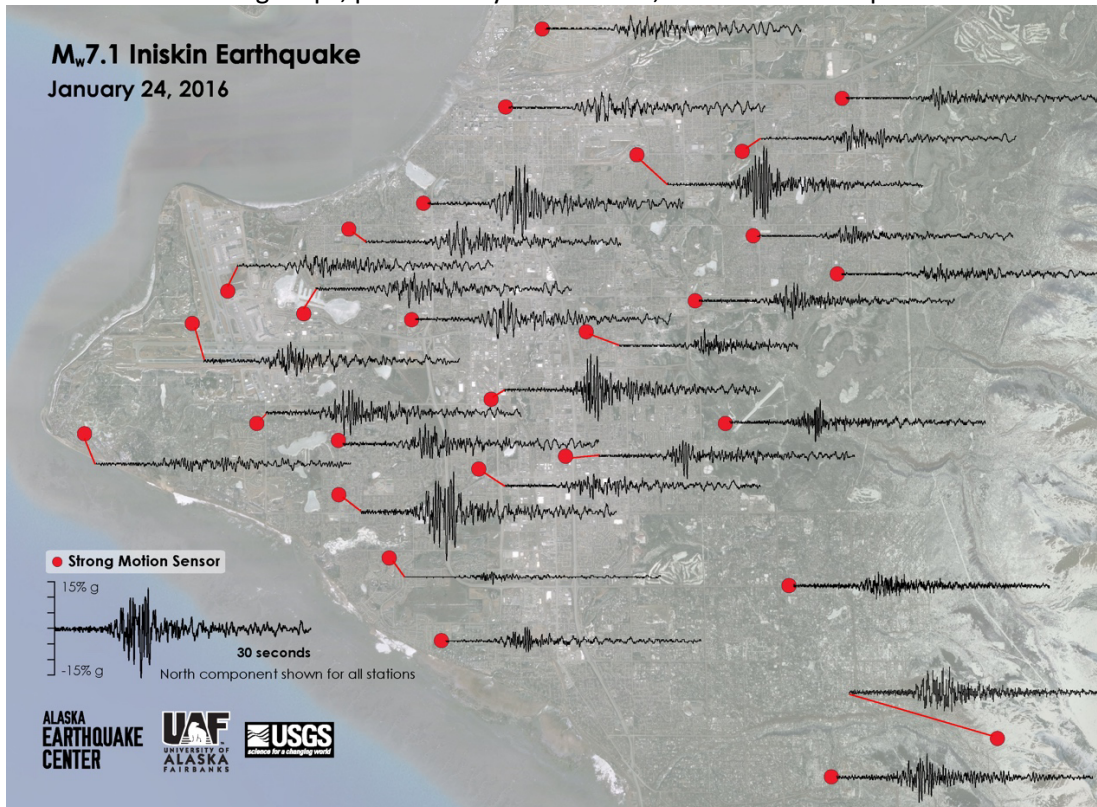 M_w7.1 Iniskin Earthquake
January 24, 2016
Strong Motion Sensor
15% g
-15% g
30 seconds
North component shown for all stations
ALASKA
EARTHQUAKE
CENTER
UAF
UNIVERSITY OF
ALASKA
FAIRBANKS
USGS
science for a changing world